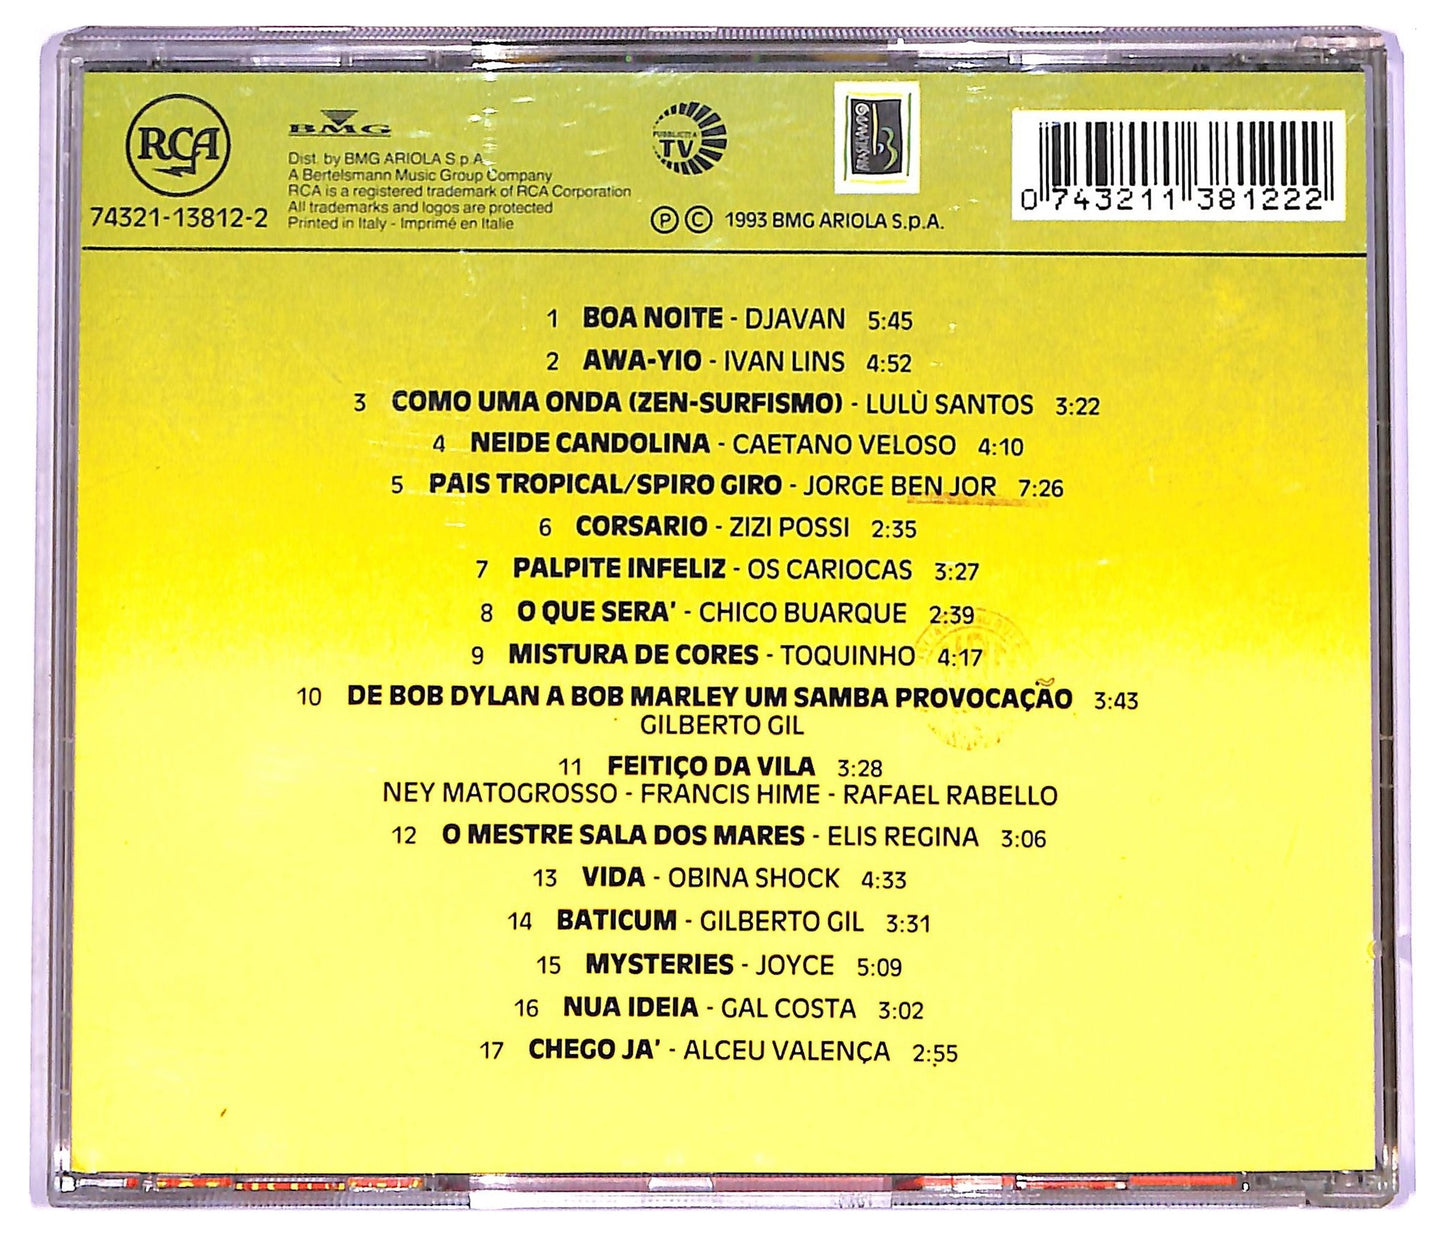 RCA
74321-13812-2
BMG
Dist. by BMG ARIOLA S.p.A.
A Bertelsmann Music Group Company
RCA is a registered trademark of RCA Corporation
All trademarks and logos are protected
Printed in Italy - Imprimé en Italie
PUBBLICITA'
TV
BRASILIANDO
℗ © 1993 BMG ARIOLA S.p.A.
0 743211 381222
1 BOA NOITE - DJAVAN 5:45
2 AWA-YIO - IVAN LINS 4:52
3 COMO UMA ONDA (ZEN-SURFISMO) - LULÙ SANTOS 3:22
4 NEIDE CANDOLINA - CAETANO VELOSO 4:10
5 PAIS TROPICAL/SPIRO GIRO - JORGE BEN JOR 7:26
6 CORSARIO - ZIZI POSSI 2:35
7 PALPITE INFELIZ - OS CARIOCAS 3:27
8 O QUE SERA' - CHICO BUARQUE 2:39
9 MISTURA DE CORES - TOQUINHO 4:17
10 DE BOB DYLAN A BOB MARLEY UM SAMBA PROVOCAÇÃO 3:43
GILBERTO GIL
11 FEITIÇO DA VILA 3:28
NEY MATOGROSSO - FRANCIS HIME - RAFAEL RABELLO
12 O MESTRE SALA DOS MARES - ELIS REGINA 3:06
13 VIDA - OBINA SHOCK 4:33
14 BATICUM - GILBERTO GIL 3:31
15 MYSTERIES - JOYCE 5:09
16 NUA IDEIA - GAL COSTA 3:02
17 CHEGO JA' - ALCEU VALENÇA 2:55